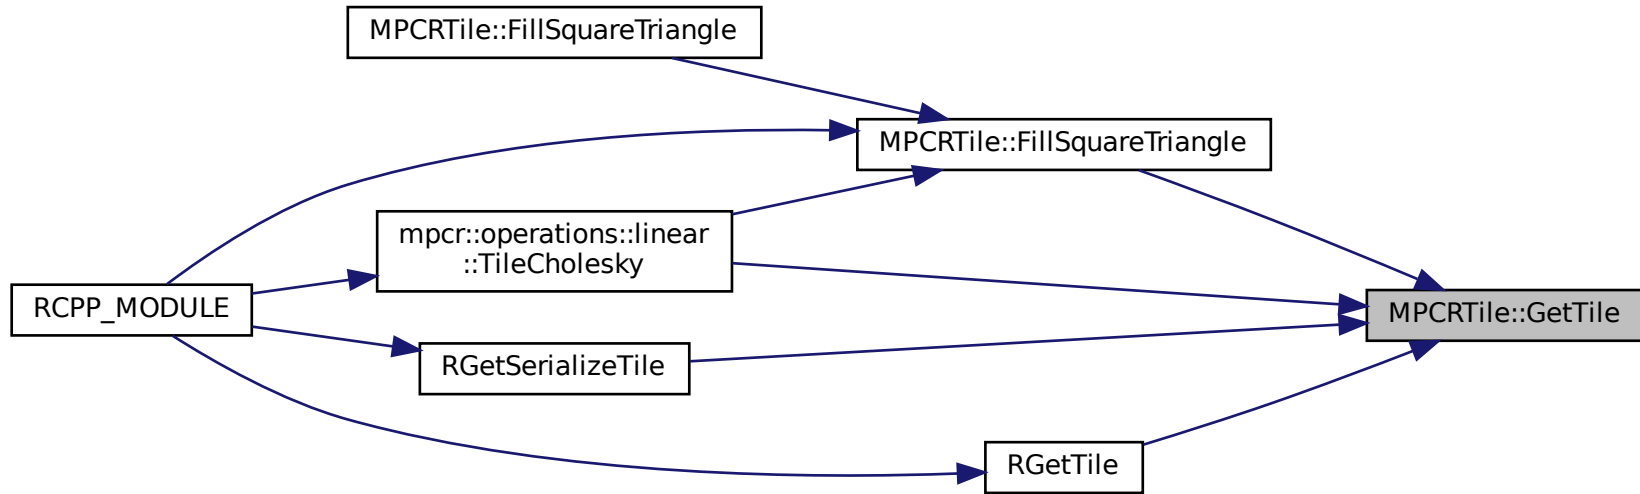 MPCRTile::FillSquareTriangle
MPCRTile::FillSquareTriangle
mpcr::operations::linear
::TileCholesky
RCPP_MODULE
MPCRTile::GetTile
RGetSerializeTile
RGetTile